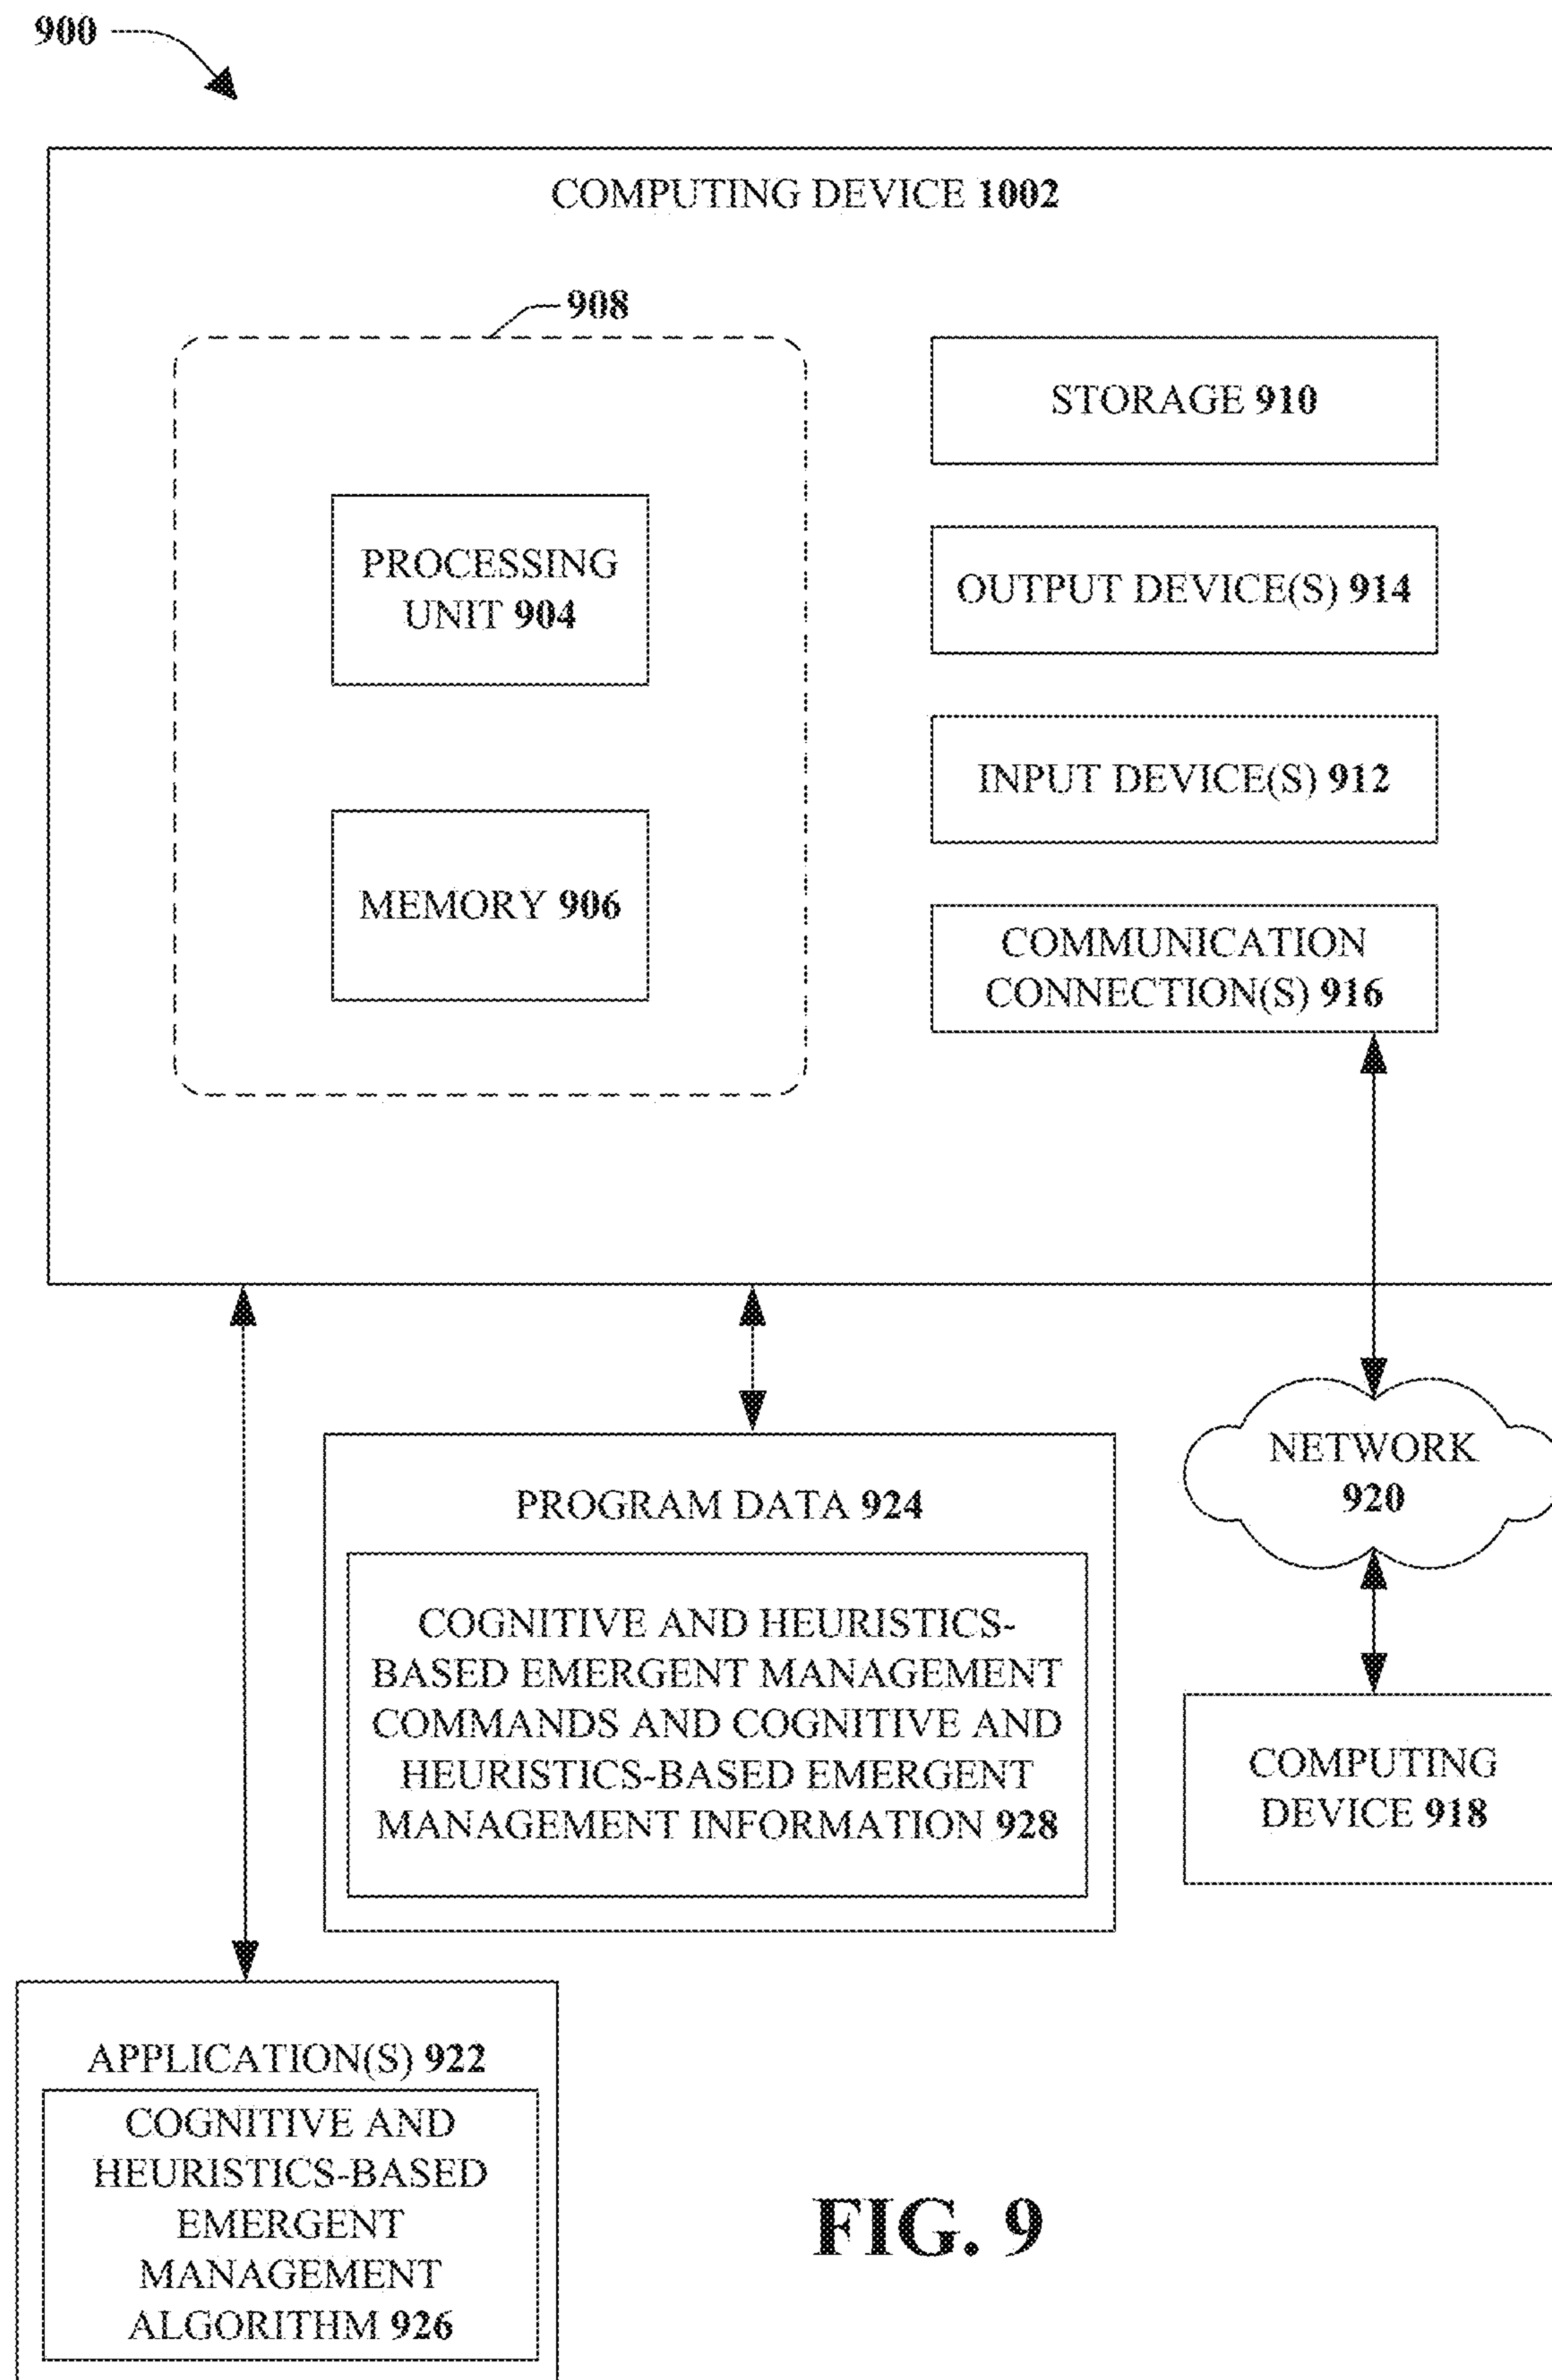 900
COMPUTING DEVICE 1002
908
PROCESSING
UNIT 904
MEMORY 906
STORAGE 910
OUTPUT DEVICE(S) 914
INPUT DEVICE(S) 912
COMMUNICATION
CONNECTION(S) 916
NETWORK
920
PROGRAM DATA 924
COGNITIVE AND HEURISTICS-
BASED EMERGENT MANAGEMENT
COMMANDS AND COGNITIVE AND
HEURISTICS-BASED EMERGENT
MANAGEMENT INFORMATION 928
COMPUTING
DEVICE 918
APPLICATION(S) 922
COGNITIVE AND
HEURISTICS-BASED
EMERGENT
MANAGEMENT
ALGORITHM 926
FIG. 9